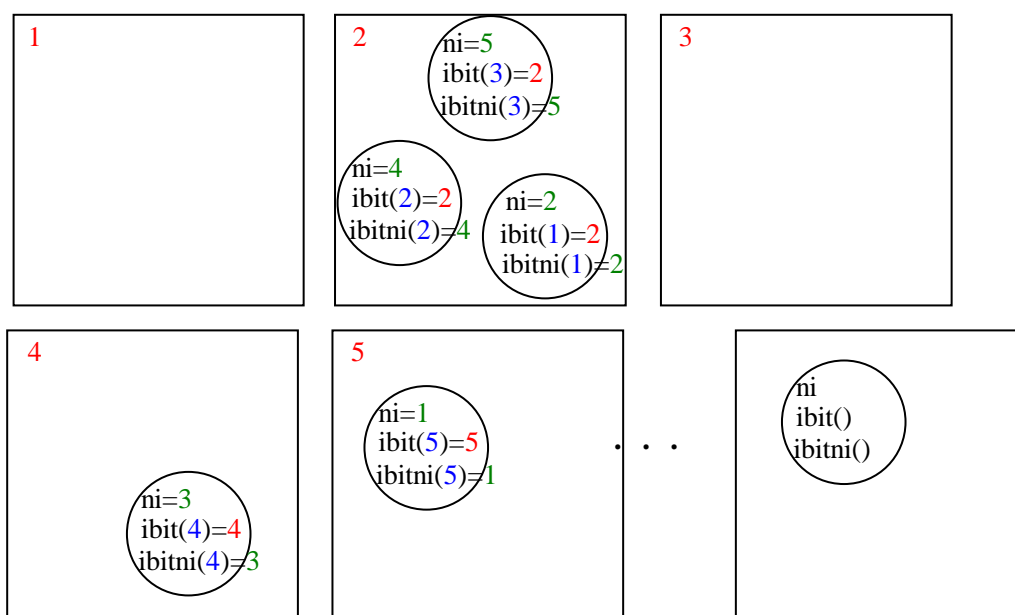 1
2
ni=5
ibit(3)=2
ibitni(3)=5
ni=4
ibit(2)=2
ibitni(2)=4
ni=2
ibit(1)=2
ibitni(1)=2
3
4
ni=3
ibit(4)=4
ibitni(4)=3
5
ni=1
ibit(5)=5
ibitni(5)=1
. . .
ni
ibit()
ibitni()